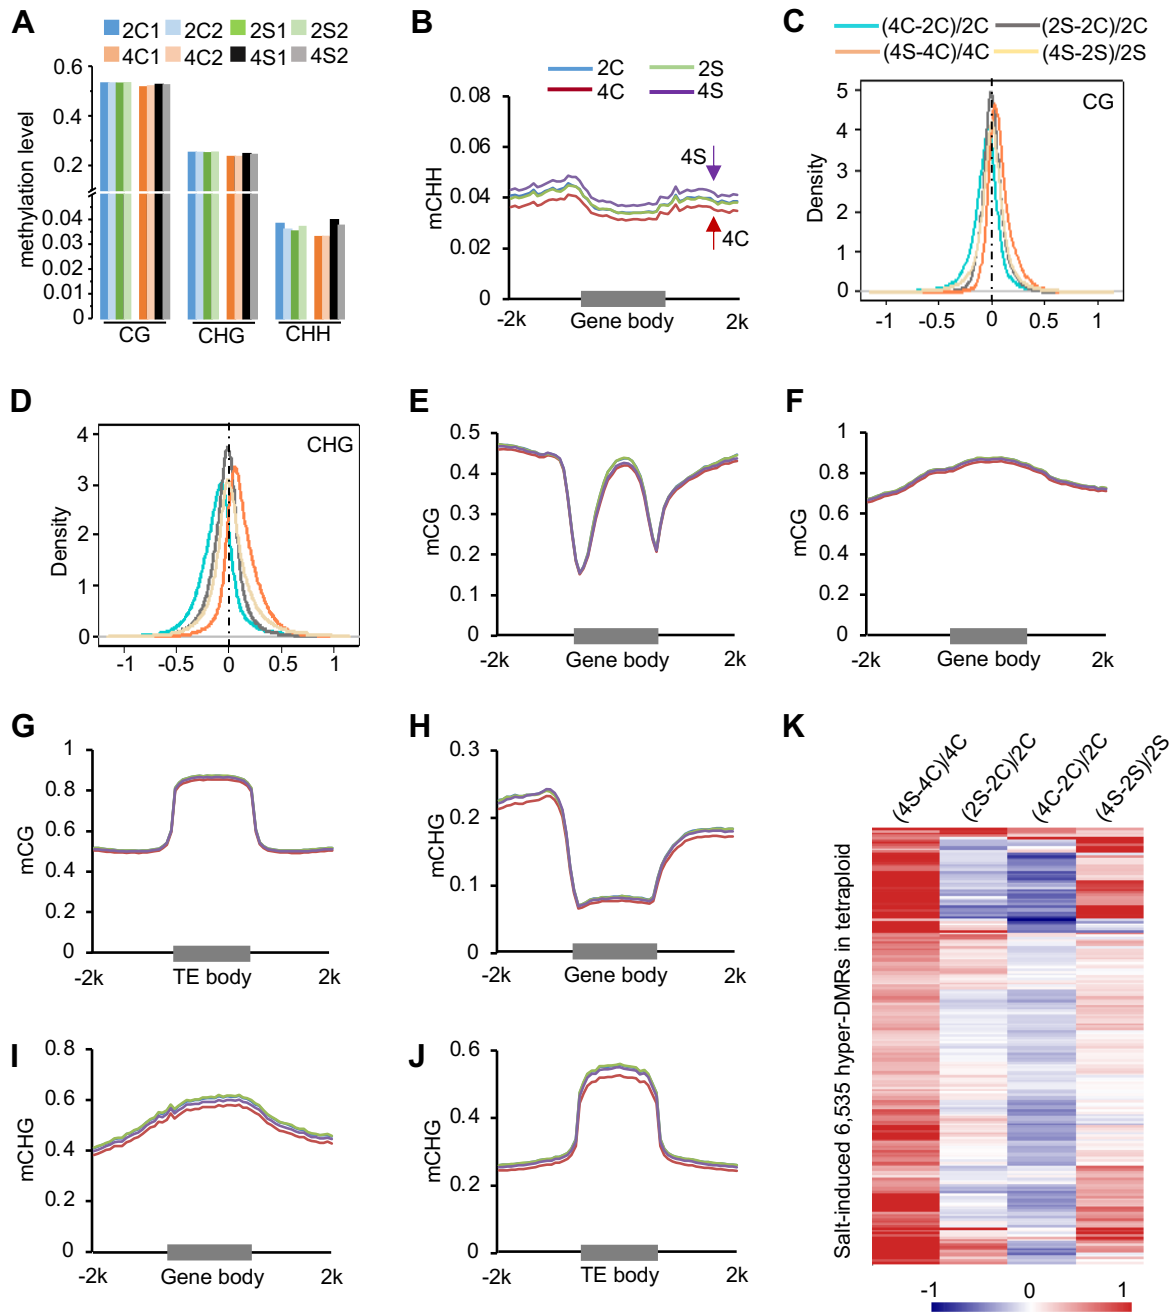 A
2C1 2C2 2S1 2S2
4C1 4C2 4S1 4S2
methylation level
0.6
0.5
0.2
0.04
0.03
0.02
0.01
0
CG CHG CHH
B
2C 2S
4C 4S
mCHH
0.08
0.06
0.04
0.02
0
4S
4C
-2k Gene body 2k
C
(4C-2C)/2C (2S-2C)/2C
(4S-4C)/4C (4S-2S)/2S
CG
Density
5
4
3
2
1
0
-1 -0.5 0 0.5 1
D
CHG
Density
4
3
2
1
0
-1 -0.5 0 0.5 1
E
mCG
0.5
0.4
0.3
0.2
0.1
0
-2k Gene body 2k
F
mCG
1
0.8
0.6
0.4
0.2
0
-2k Gene body 2k
G
mCG
1
0.8
0.6
0.4
0.2
0
-2k TE body 2k
H
mCHG
0.3
0.2
0.1
0
-2k Gene body 2k
I
mCHG
0.8
0.6
0.4
0.2
0
-2k Gene body 2k
J
mCHG
0.6
0.4
0.2
0
-2k TE body 2k
K
(4S-4C)/4C (2S-2C)/2C (4C-2C)/2C (4S-2S)/2S
Salt-induced 6,535 hyper-DMRs in tetraploid
-1 0 1